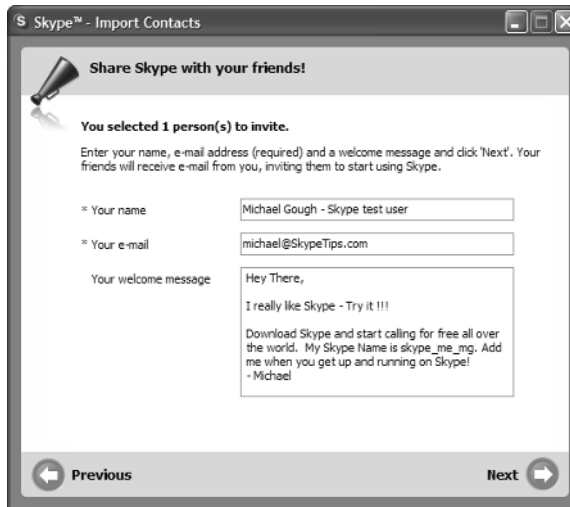 Skype™ - Import Contacts
Share Skype with your friends!
You selected 1 person(s) to invite.
Enter your name, e-mail address (required) and a welcome message and click 'Next'. Your
friends will receive e-mail from you, inviting them to start using Skype.
* Your name
Michael Gough - Skype test user
* Your e-mail
michael@SkypeTips.com
Your welcome message
Hey There,
I really like Skype - Try it !!!
Download Skype and start calling for free all over
the world. My Skype Name is skype_me_mg. Add
me when you get up and running on Skype!
- Michael
Previous
Next